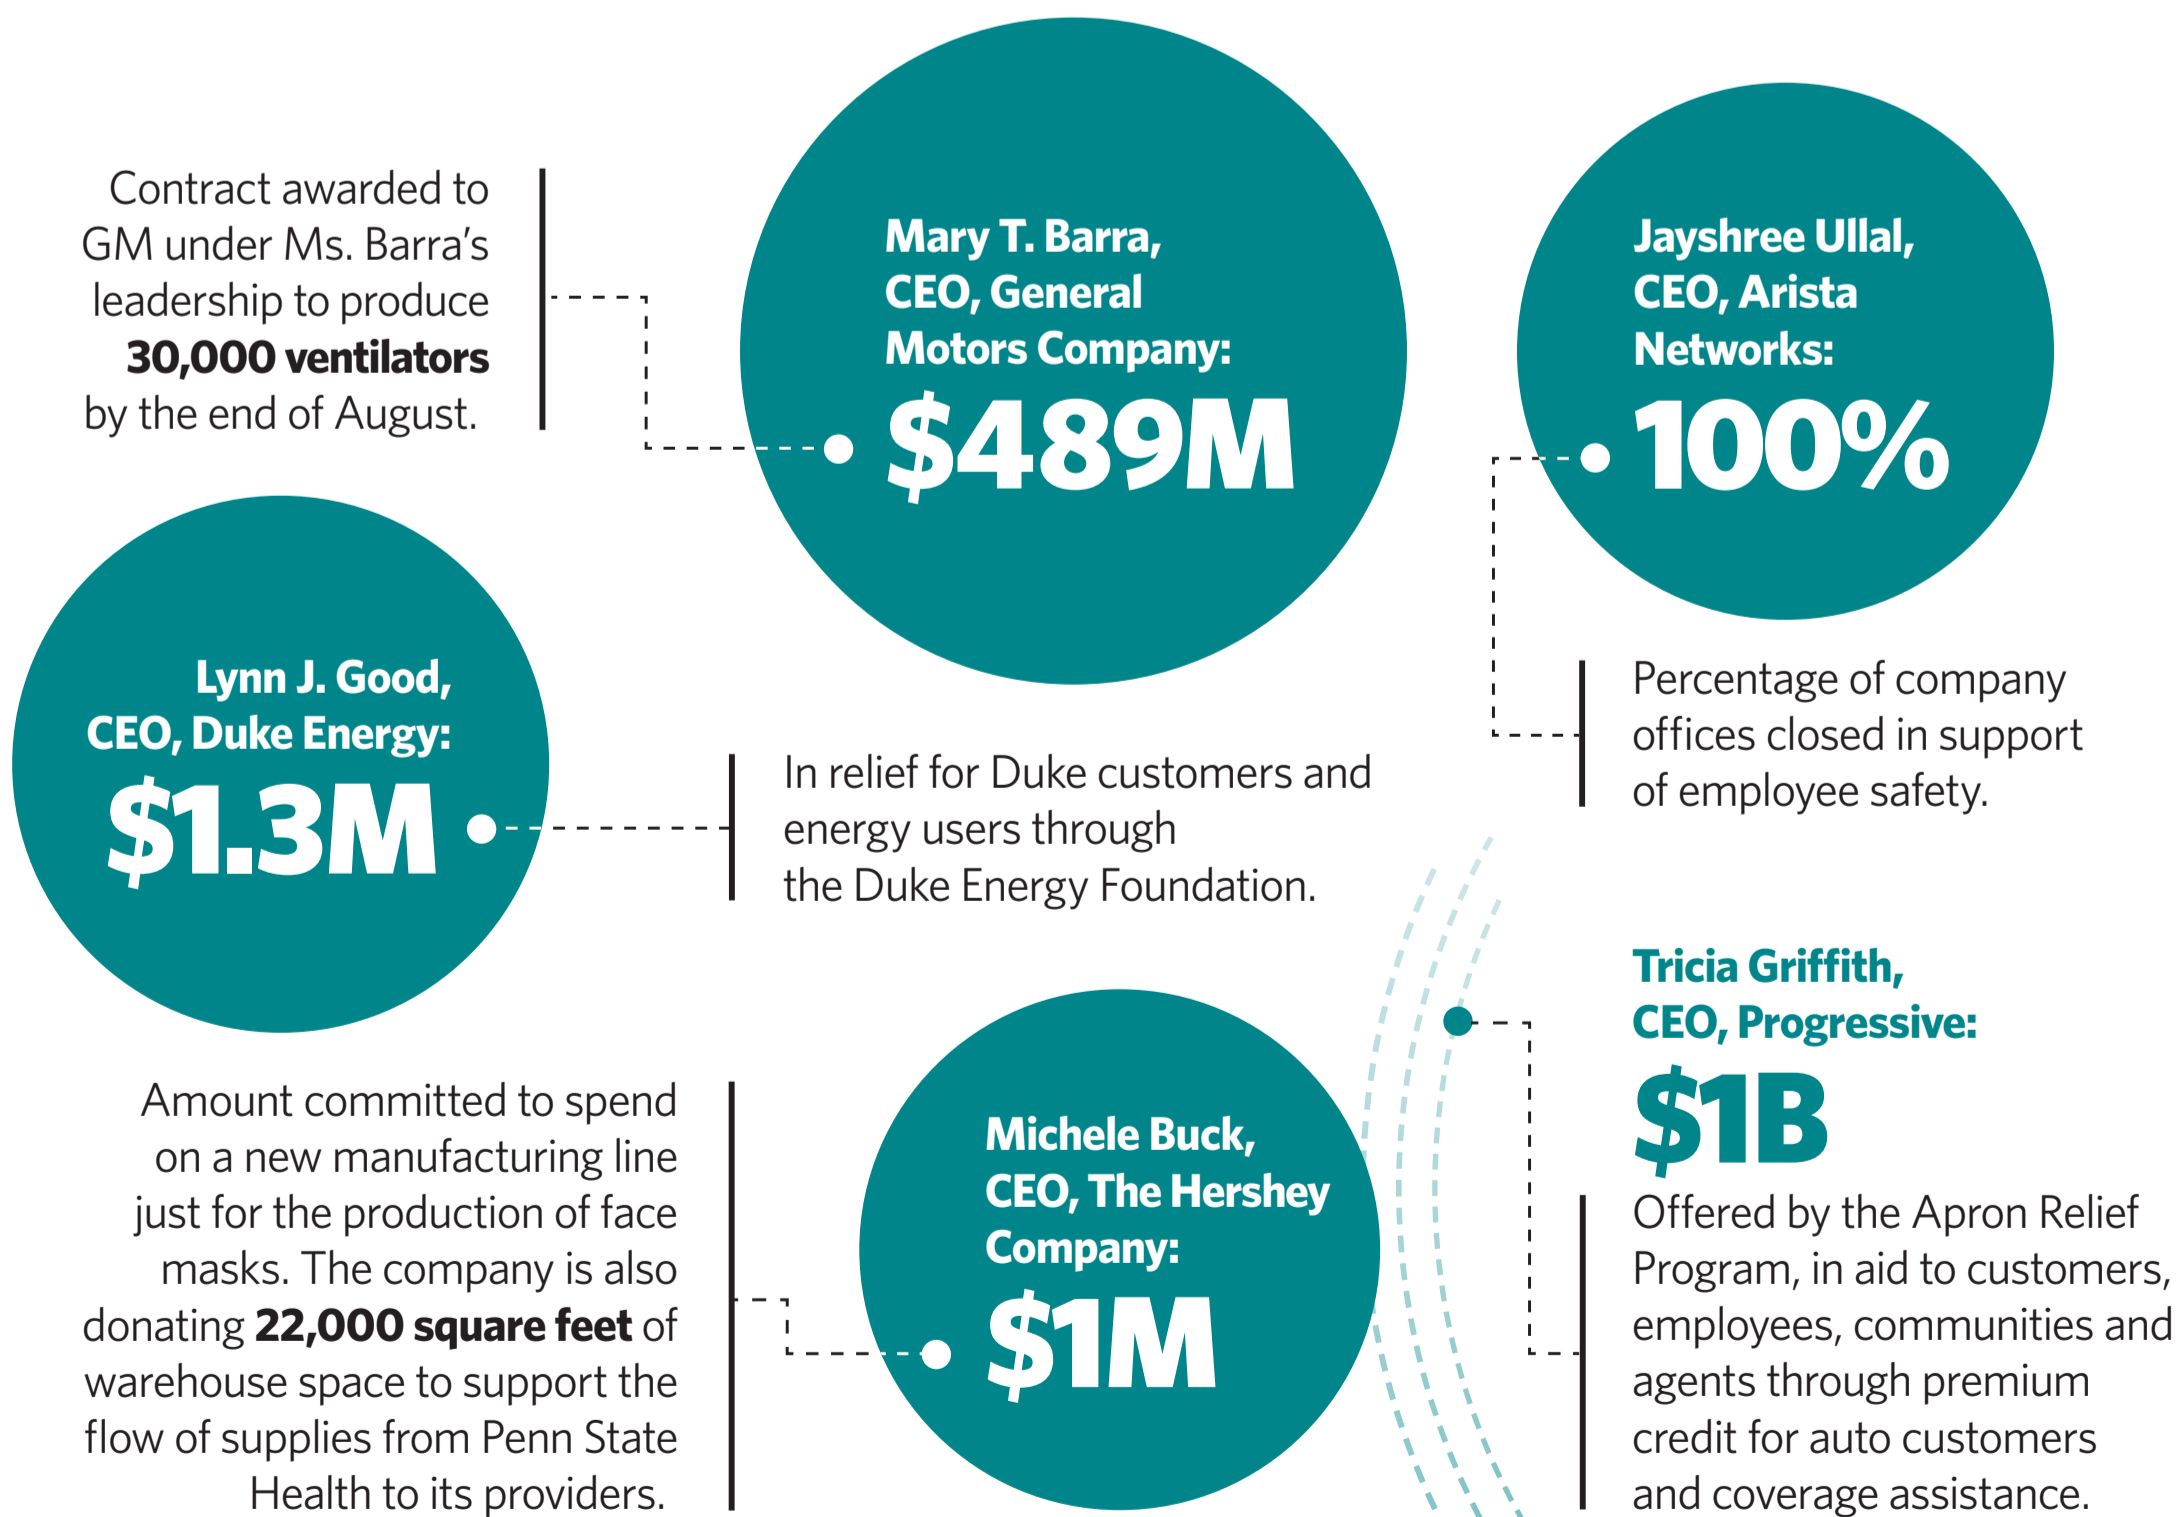 Contract awarded to
GM under Ms. Barra’s
leadership to produce
30,000 ventilators
by the end of August.
Mary T. Barra,
CEO, General
Motors Company:
$489M
Jayshree Ullal,
CEO, Arista
Networks:
100%
Percentage of company
offices closed in support
of employee safety.
Lynn J. Good,
CEO, Duke Energy:
$1.3M
In relief for Duke customers and
energy users through
the Duke Energy Foundation.
Amount committed to spend
on a new manufacturing line
just for the production of face
masks. The company is also
donating 22,000 square feet of
warehouse space to support the
flow of supplies from Penn State
Health to its providers.
Michele Buck,
CEO, The Hershey
Company:
$1M
Tricia Griffith,
CEO, Progressive:
$1B
Offered by the Apron Relief
Program, in aid to customers,
employees, communities and
agents through premium
credit for auto customers
and coverage assistance.